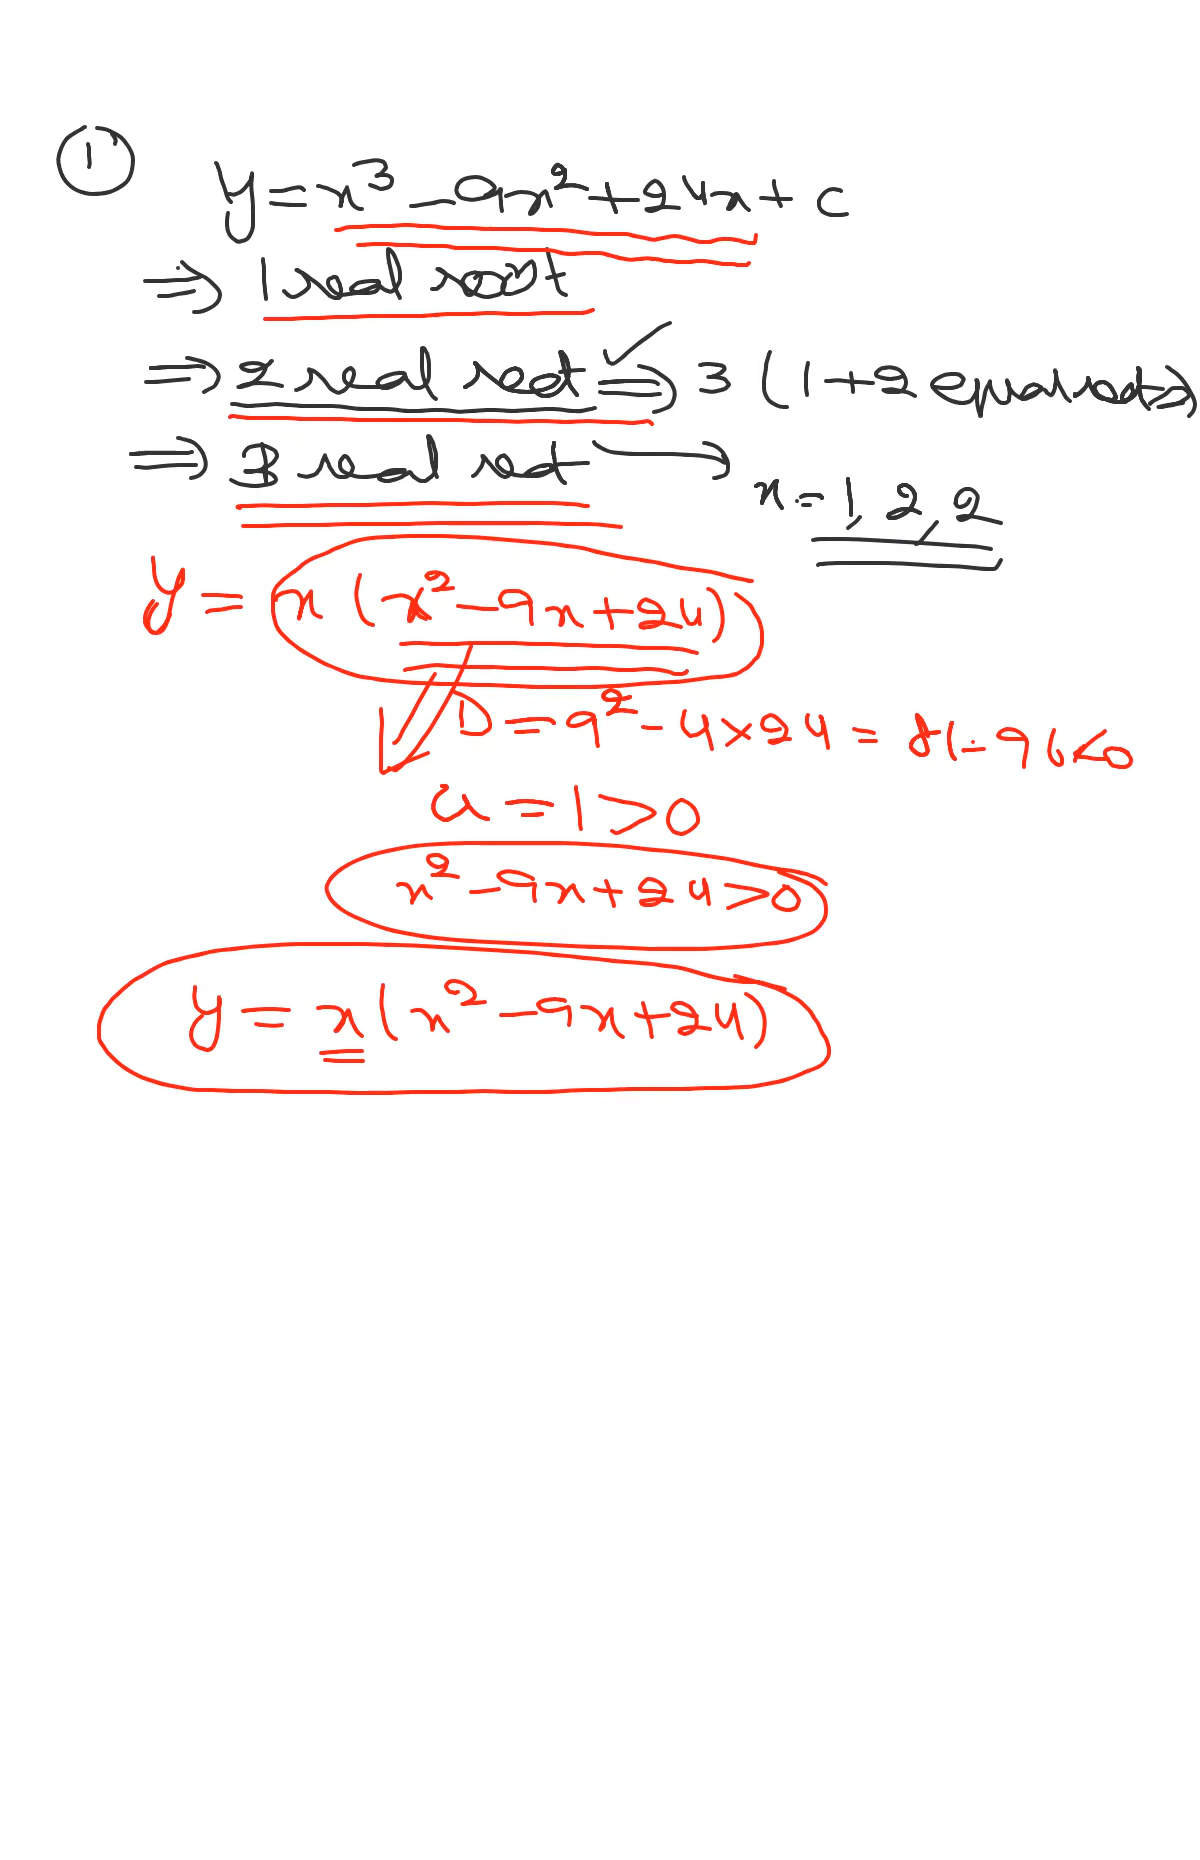 1
y = x³ - 9x² + 24x + c
⇒ 1 real root
⇒ 2 real root ✓ ⇒ 3 (1+2 equal roots)
⇒ 3 real root →
x = 1, 2, 2
y = x (x² - 9x + 24)
D = 9² - 4×24 = 81 - 96 < 0
a = 1 > 0
x² - 9x + 24 > 0
y = x (x² - 9x + 24)